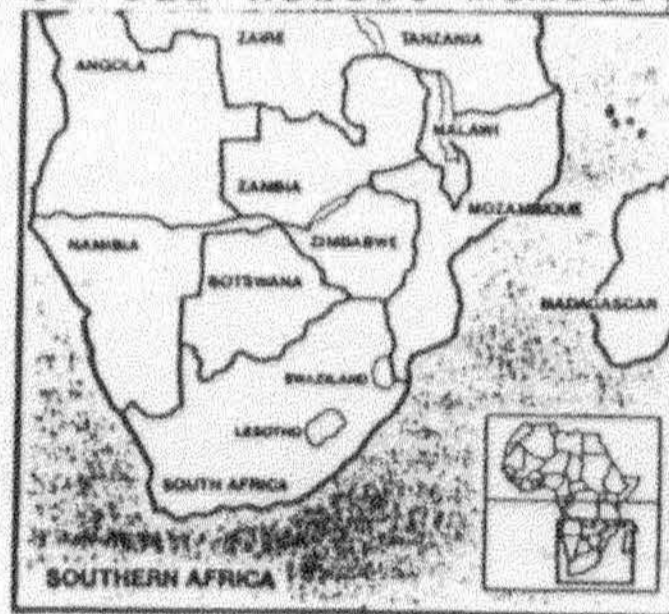 ZAIRE
TANZANIA
ANGOLA
MALAWI
ZAMBIA
MOZAMBIQUE
NAMIBIA
ZIMBABWE
BOTSWANA
MADAGASCAR
SWAZILAND
LESOTHO
SOUTH AFRICA
SOUTHERN AFRICA